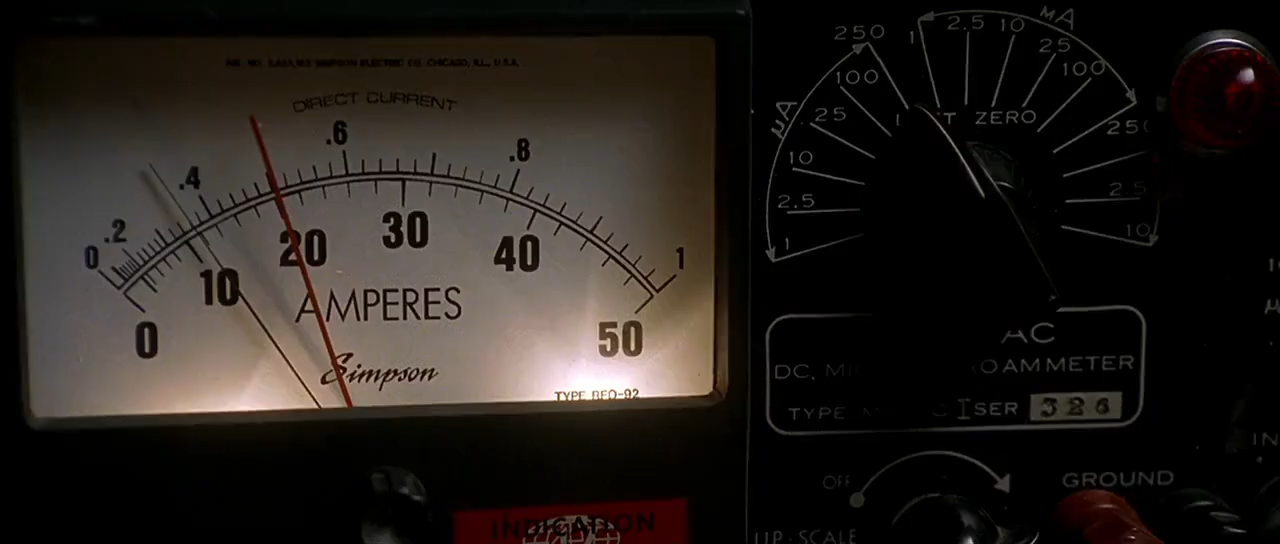 SIMPSON ELECTRIC CO. CHICAGO, ILL., U.S.A.
DIRECT CURRENT
0 .2 .4 .6 .8 1
0 10 20 30 40 50
AMPERES
Simpson
TYPE
INDICATION
µA
1 2.5 10 25 100 250
MA
1 2.5 10 25 100 250
2.5
10
ZERO
AC
DC.
AMMETER
TYPE
SER 326
OFF
GROUND
UP-SCALE